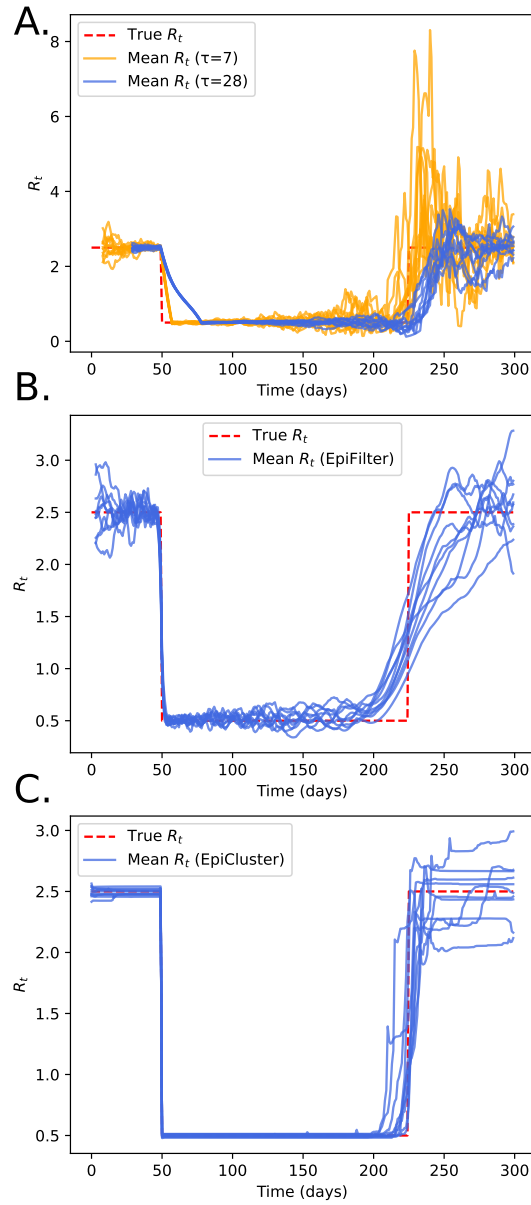 A.
True Rt
Mean Rt (τ=7)
Mean Rt (τ=28)
8
6
4
2
0
Rt
0 50 100 150 200 250 300
Time (days)
B.
True Rt
Mean Rt (EpiFilter)
3.0
2.5
2.0
1.5
1.0
0.5
Rt
0 50 100 150 200 250 300
Time (days)
C.
True Rt
Mean Rt (EpiCluster)
3.0
2.5
2.0
1.5
1.0
0.5
Rt
0 50 100 150 200 250 300
Time (days)